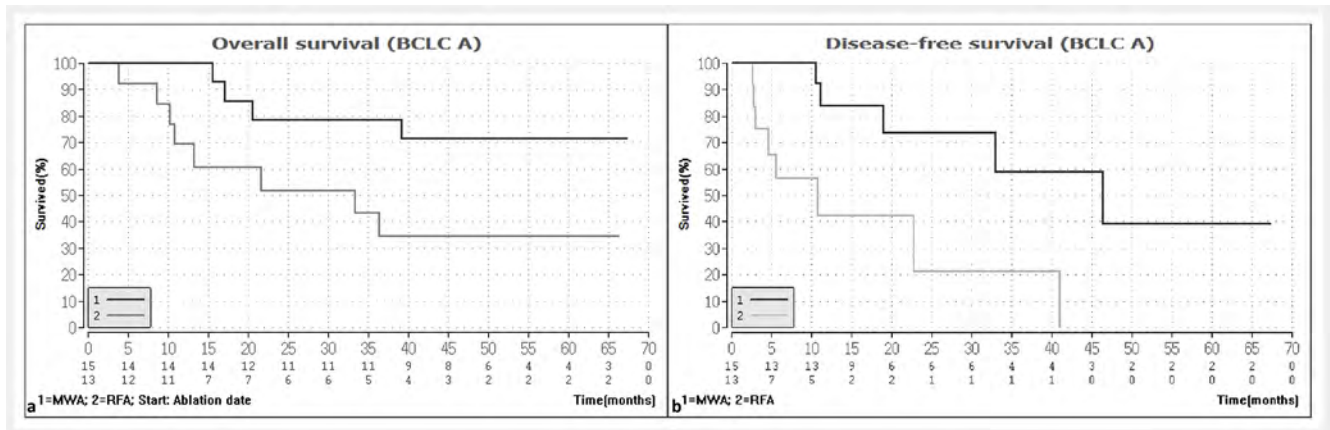 Overall survival (BCLC A)
Survived(%)
100
90
80
70
60
50
40
30
20
10
0
1
2
0 5 10 15 20 25 30 35 40 45 50 55 60 65 70
15 14 14 14 12 11 11 11 9 8 6 4 4 3 0
13 12 11 7 7 6 6 5 4 3 2 2 2 2 0
a 1=MWA; 2=RFA; Start: Ablation date Time(months)
Disease-free survival (BCLC A)
Survived(%)
100
90
80
70
60
50
40
30
20
10
0
1
2
0 5 10 15 20 25 30 35 40 45 50 55 60 65 70
15 13 13 9 6 6 6 4 4 3 2 2 2 2 0
13 7 5 2 2 1 1 1 1 0 0 0 0 0 0
b 1=MWA; 2=RFA Time(months)